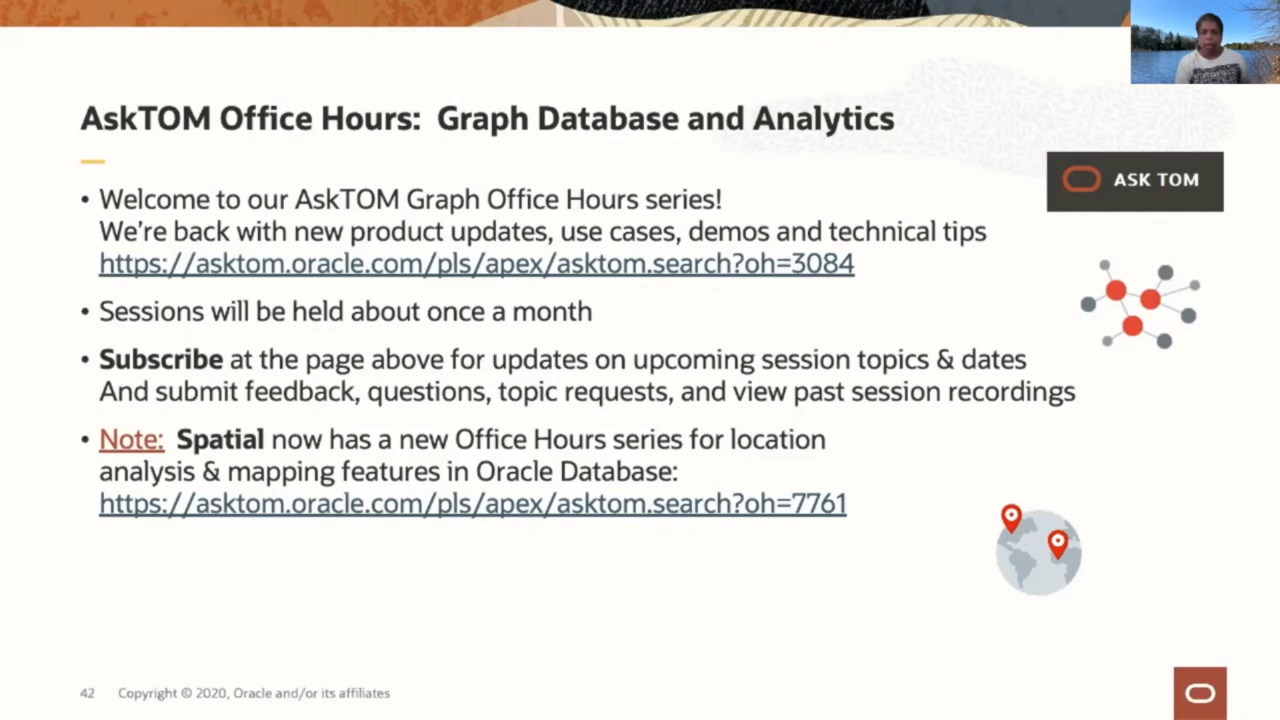 AskTOM Office Hours: Graph Database and Analytics
ASK TOM
• Welcome to our AskTOM Graph Office Hours series!
We're back with new product updates, use cases, demos and technical tips
https://asktom.oracle.com/pls/apex/asktom.search?oh=3084
• Sessions will be held about once a month
• Subscribe at the page above for updates on upcoming session topics & dates
And submit feedback, questions, topic requests, and view past session recordings
• Note: Spatial now has a new Office Hours series for location
analysis & mapping features in Oracle Database:
https://asktom.oracle.com/pls/apex/asktom.search?oh=7761
42 Copyright © 2020, Oracle and/or its affiliates